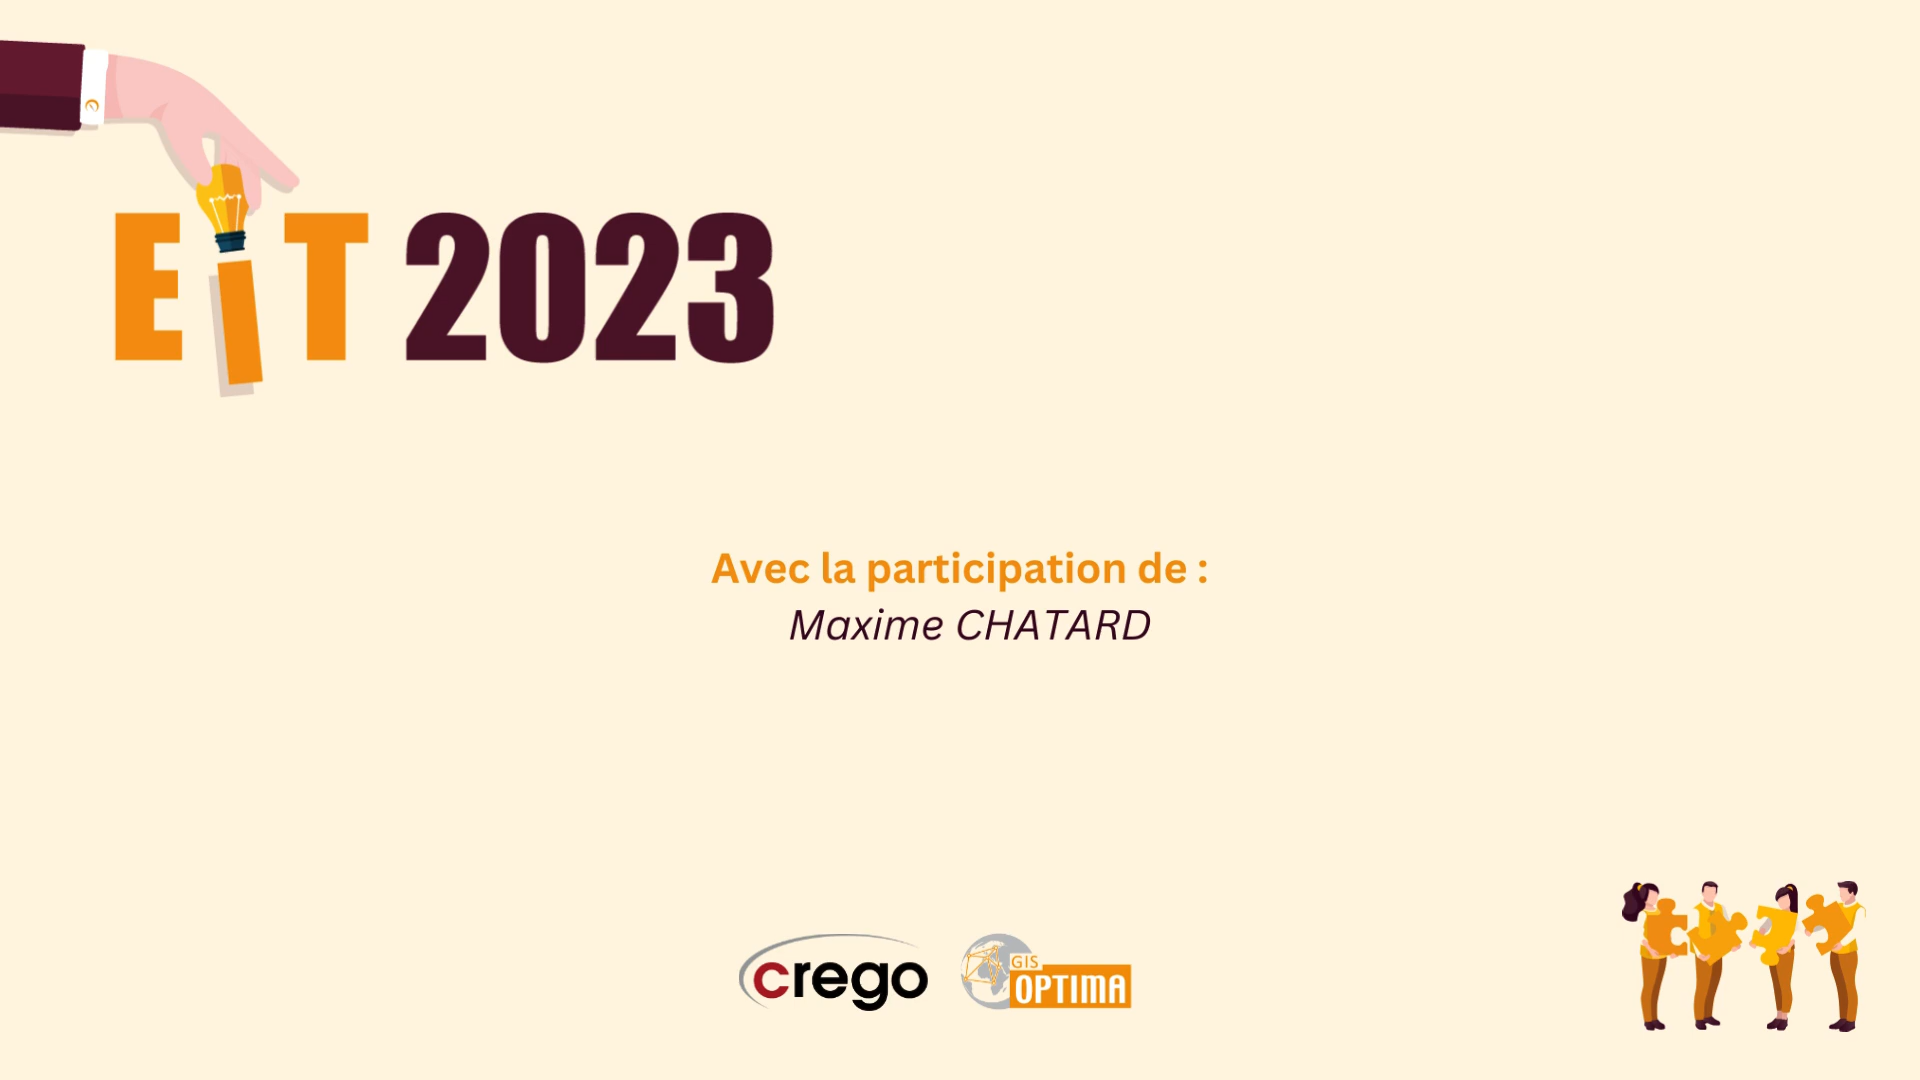 EIT 2023
Avec la participation de :
Maxime CHATARD
crego
GIS
OPTIMA